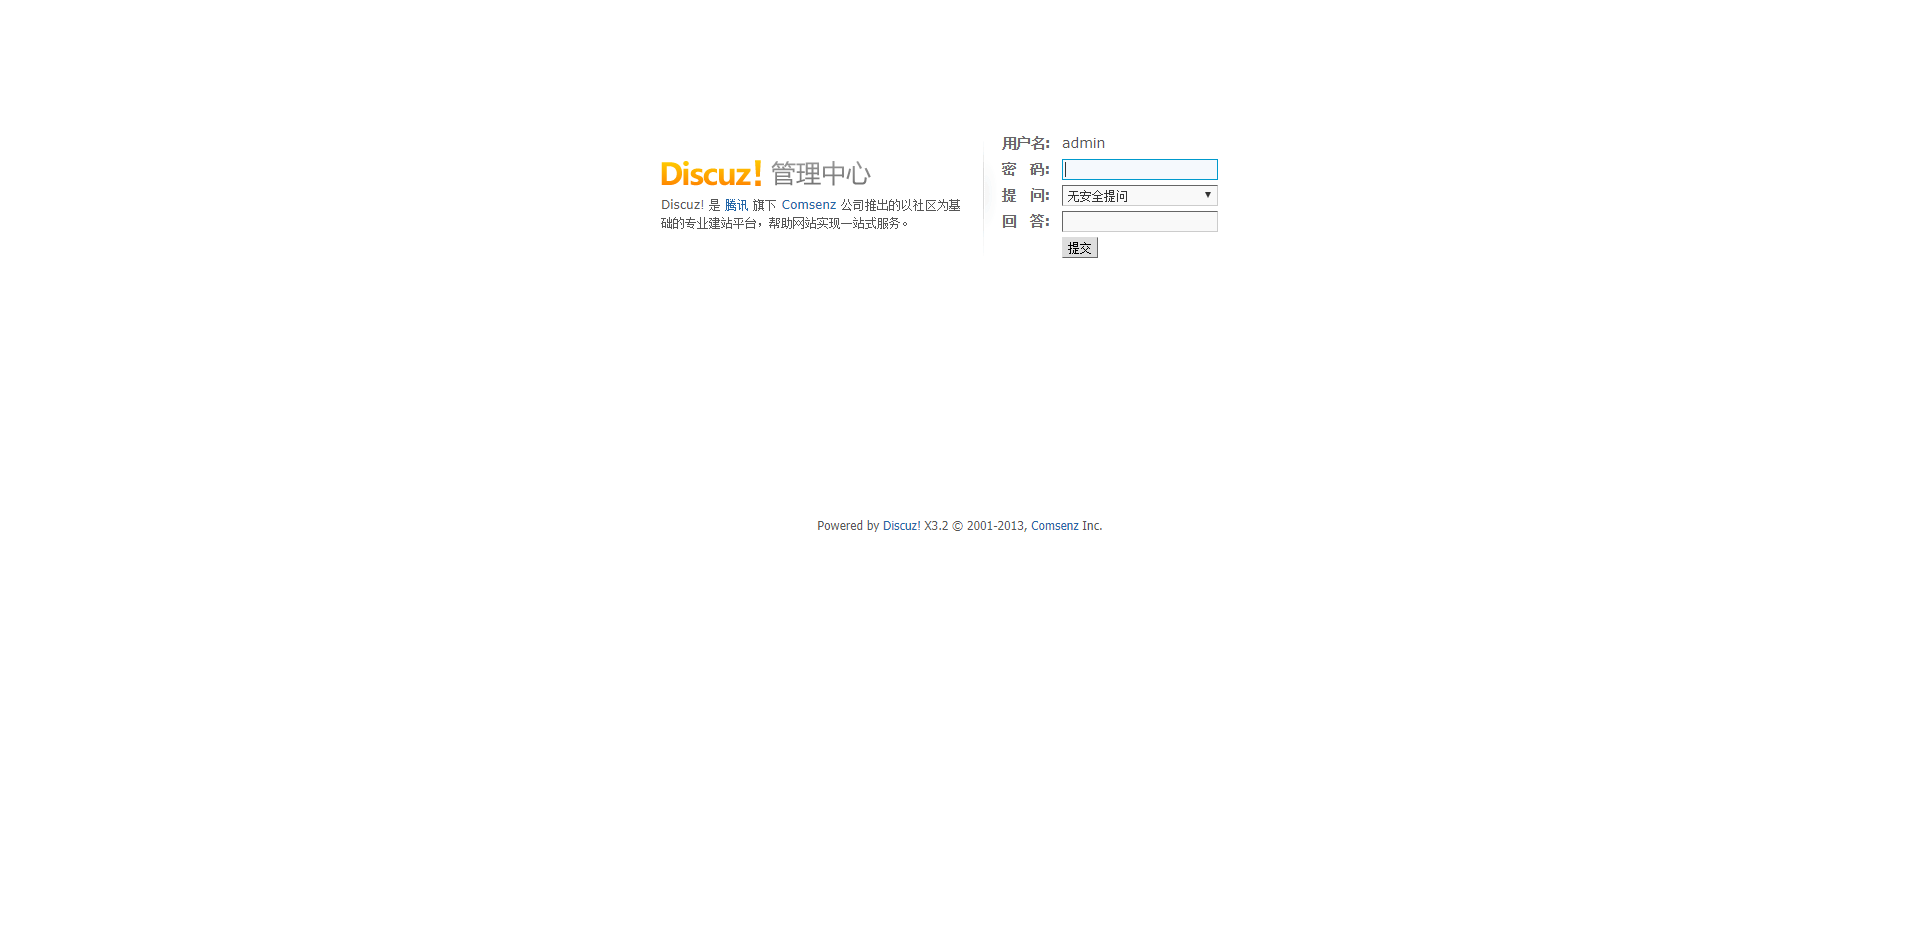 Discuz! 管理中心
Discuz! 是 腾讯 旗下 Comsenz 公司推出的以社区为基
础的专业建站平台，帮助网站实现一站式服务。
用户名: admin
密 码:
提 问: 无安全提问
回 答:
提交
Powered by Discuz! X3.2 © 2001-2013, Comsenz Inc.